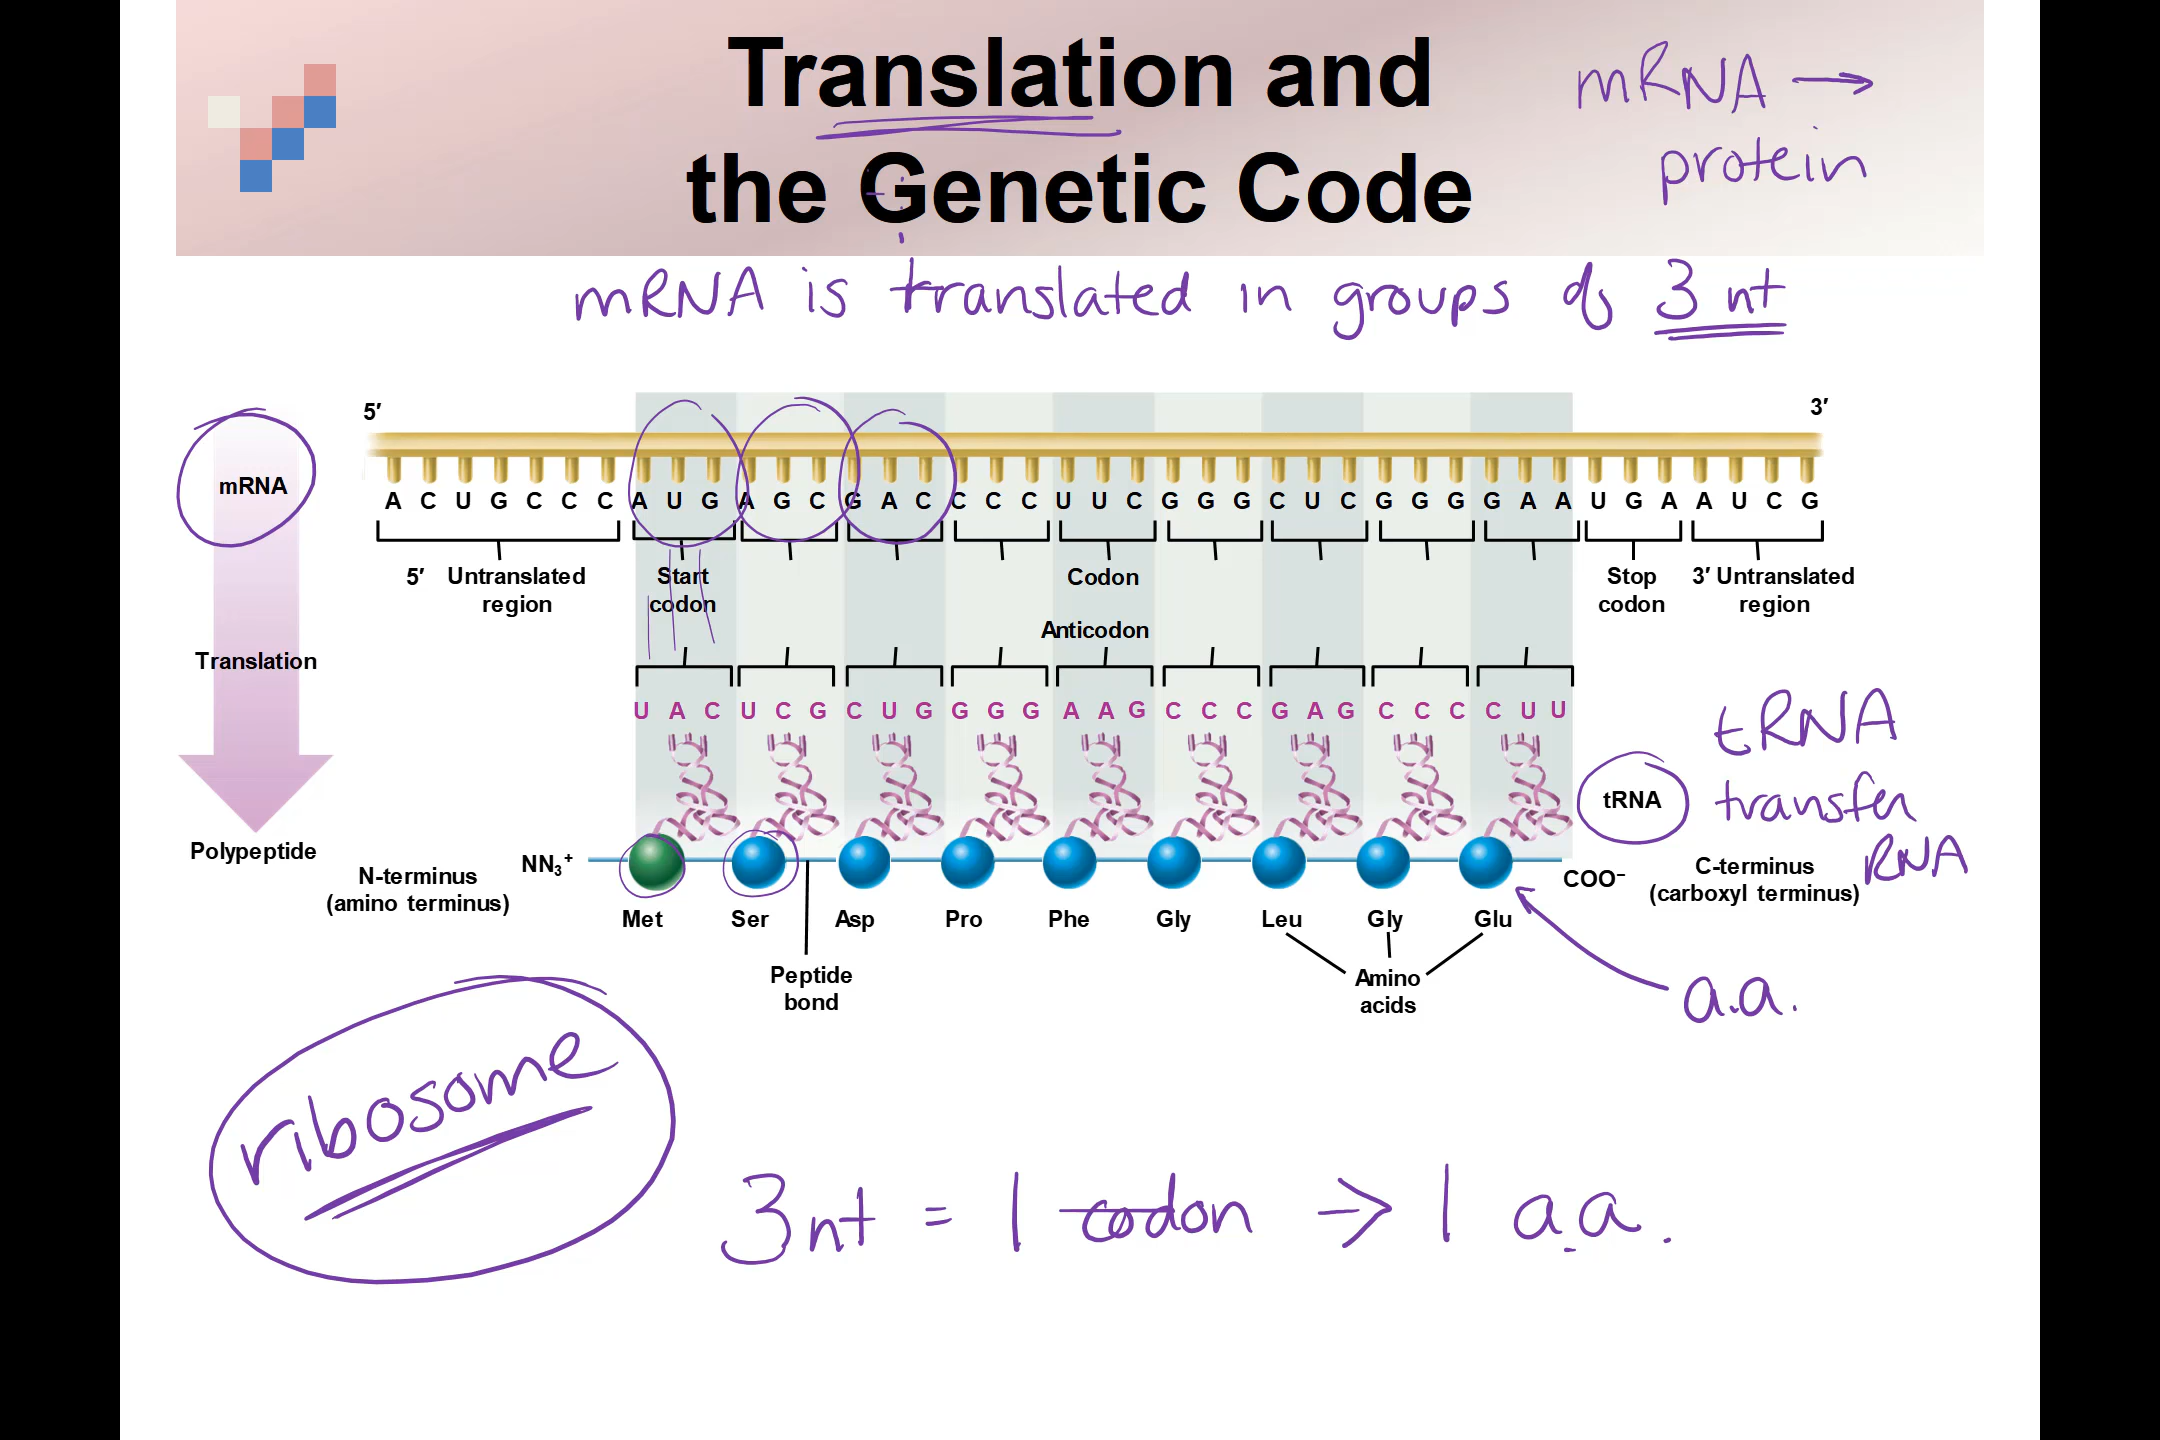 Translation and
the Genetic Code
mRNA →
protein
mRNA is translated in groups of 3 nt
5′ 3′
mRNA
A C U G C C C A U G A G C G A C C C C U U C G G G C U C G G G G A A U G A A U C G
5′ Untranslated
region
Start
codon
Codon
Stop
codon
3′ Untranslated
region
Anticodon
Translation
U A C U C G C U G G G G A A G C C C G A G C C C C U U
tRNA
tRNA
transfer
RNA
Polypeptide
N-terminus
(amino terminus)
NN3+
COO–
C-terminus
(carboxyl terminus)
Met Ser Asp Pro Phe Gly Leu Gly Glu
Peptide
bond
Amino
acids
a.a.
ribosome
3 nt = 1 codon → 1 a.a.